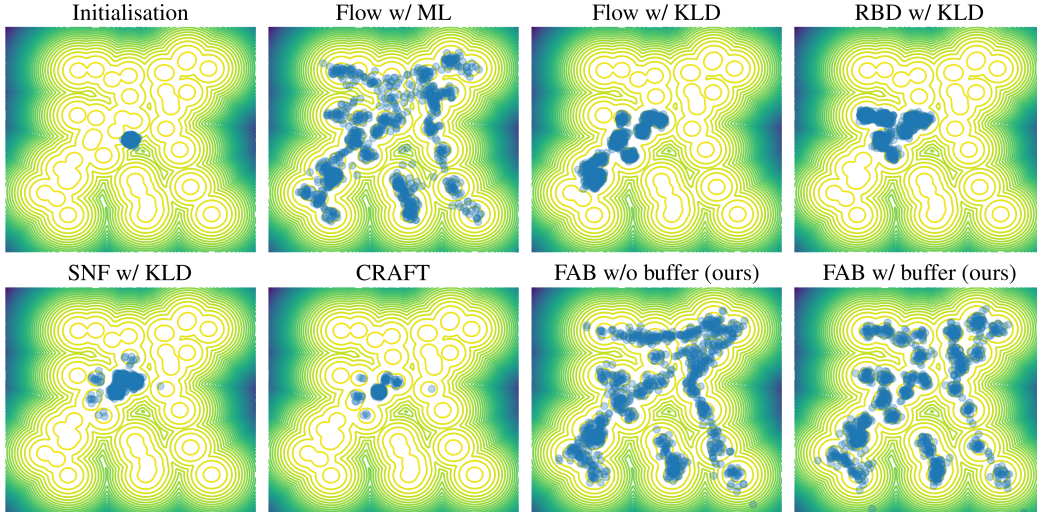 Initialisation
Flow w/ ML
Flow w/ KLD
RBD w/ KLD
SNF w/ KLD
CRAFT
FAB w/o buffer (ours)
FAB w/ buffer (ours)